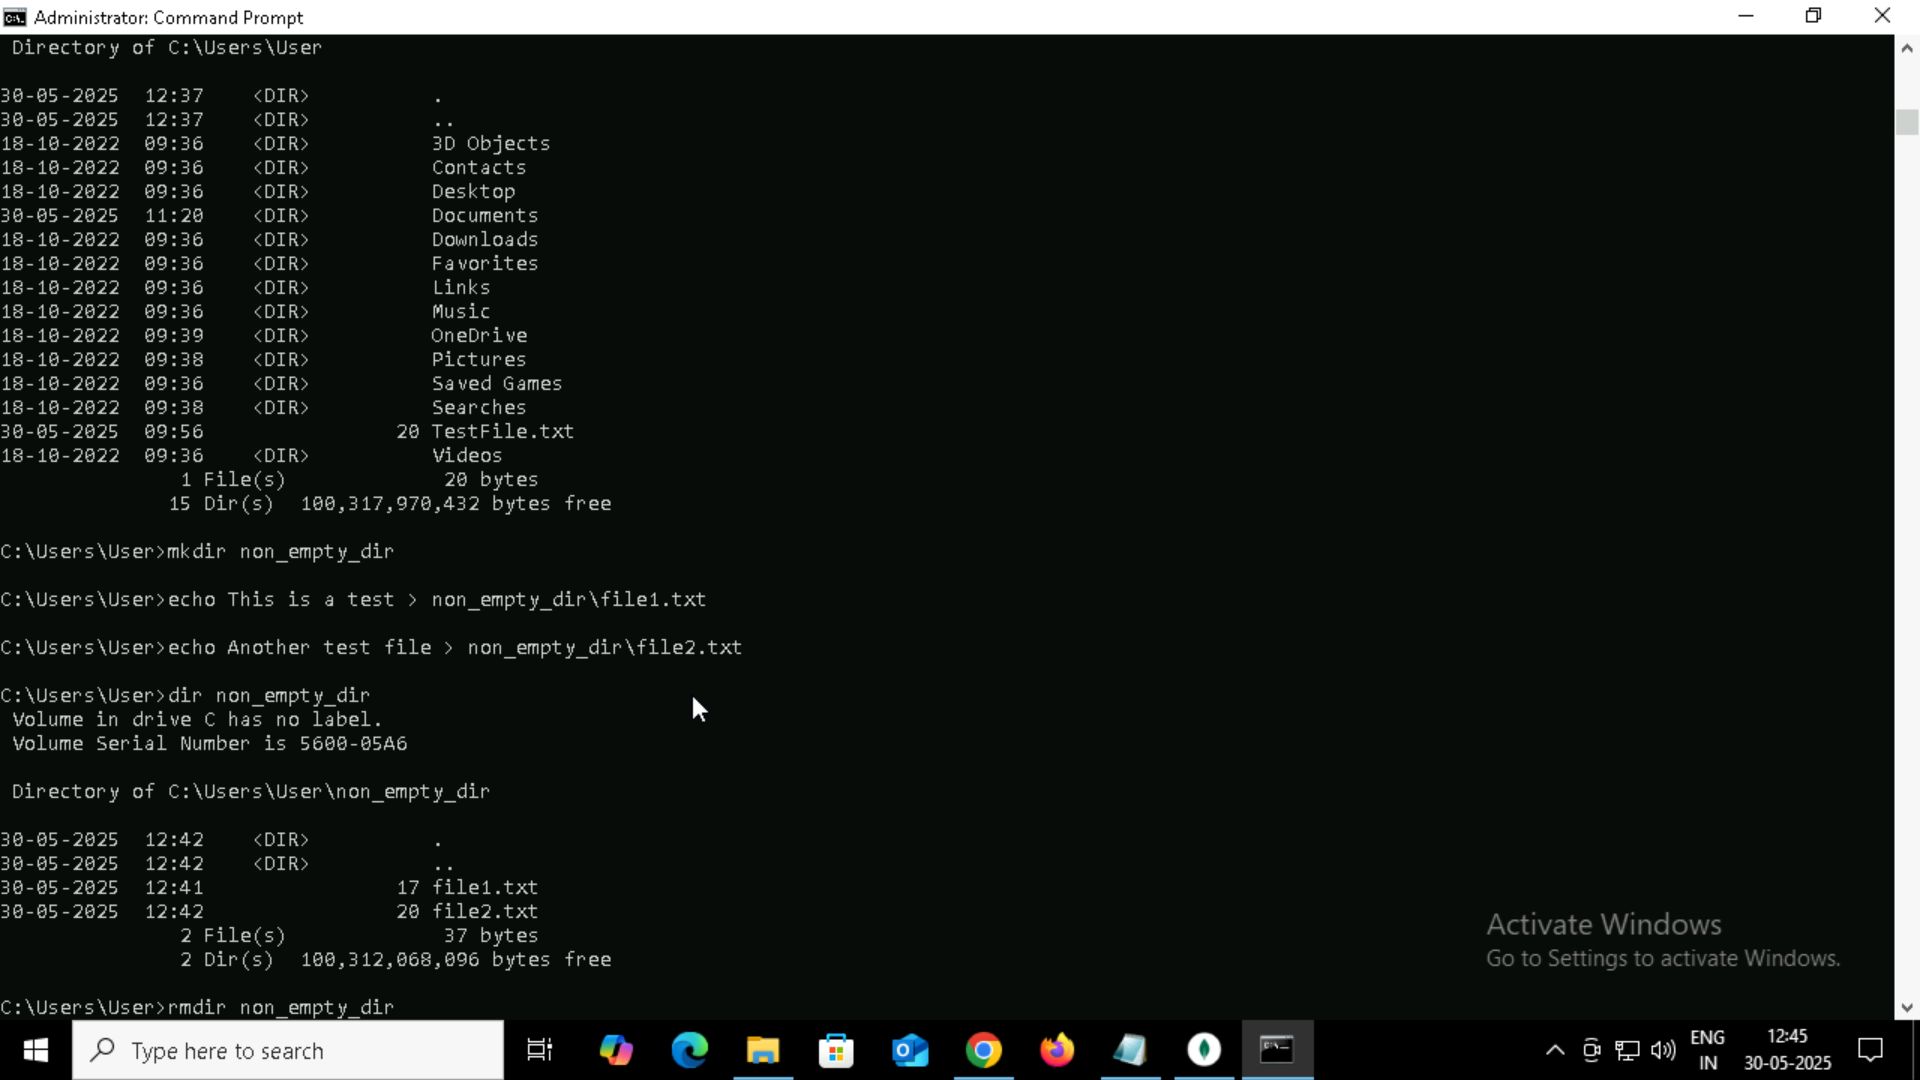 Administrator: Command Prompt
Directory of C:\Users\User
30-05-2025  12:37    <DIR>          .
30-05-2025  12:37    <DIR>          ..
18-10-2022  09:36    <DIR>          3D Objects
18-10-2022  09:36    <DIR>          Contacts
18-10-2022  09:36    <DIR>          Desktop
30-05-2025  11:20    <DIR>          Documents
18-10-2022  09:36    <DIR>          Downloads
18-10-2022  09:36    <DIR>          Favorites
18-10-2022  09:36    <DIR>          Links
18-10-2022  09:36    <DIR>          Music
18-10-2022  09:39    <DIR>          OneDrive
18-10-2022  09:38    <DIR>          Pictures
18-10-2022  09:36    <DIR>          Saved Games
18-10-2022  09:38    <DIR>          Searches
30-05-2025  09:56                20 TestFile.txt
18-10-2022  09:36    <DIR>          Videos
1 File(s)             20 bytes
15 Dir(s)  100,317,970,432 bytes free
C:\Users\User>mkdir non_empty_dir
C:\Users\User>echo This is a test > non_empty_dir\file1.txt
C:\Users\User>echo Another test file > non_empty_dir\file2.txt
C:\Users\User>dir non_empty_dir
Volume in drive C has no label.
Volume Serial Number is 5600-05A6
Directory of C:\Users\User\non_empty_dir
30-05-2025  12:42    <DIR>          .
30-05-2025  12:42    <DIR>          ..
30-05-2025  12:41                17 file1.txt
30-05-2025  12:42                20 file2.txt
2 File(s)             37 bytes
2 Dir(s)  100,312,068,096 bytes free
C:\Users\User>rmdir non_empty_dir
Activate Windows
Go to Settings to activate Windows.
Type here to search
ENG
IN
12:45
30-05-2025